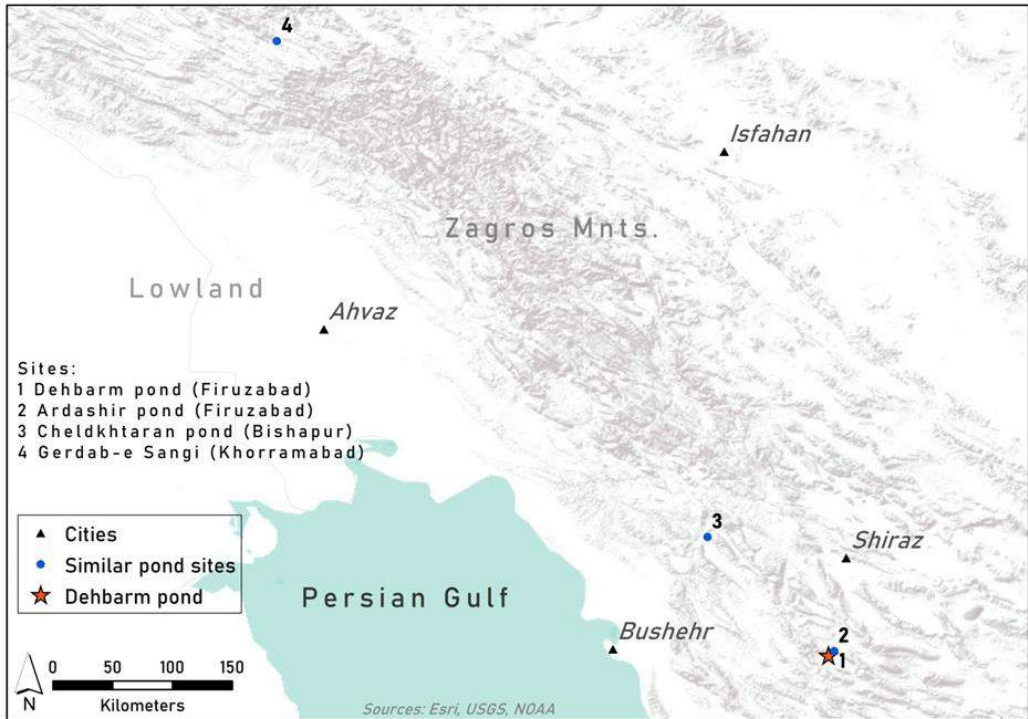 4
Isfahan
Zagros Mnts.
Lowland
Ahvaz
Sites:
1 Dehbarm pond (Firuzabad)
2 Ardashir pond (Firuzabad)
3 Cheldkhtaran pond (Bishapur)
4 Gerdab-e Sangi (Khorramabad)
3
Cities
Similar pond sites
Dehbarm pond
Shiraz
Persian Gulf
Bushehr
2
1
0 50 100 150
Kilometers
N
Sources: Esri, USGS, NOAA